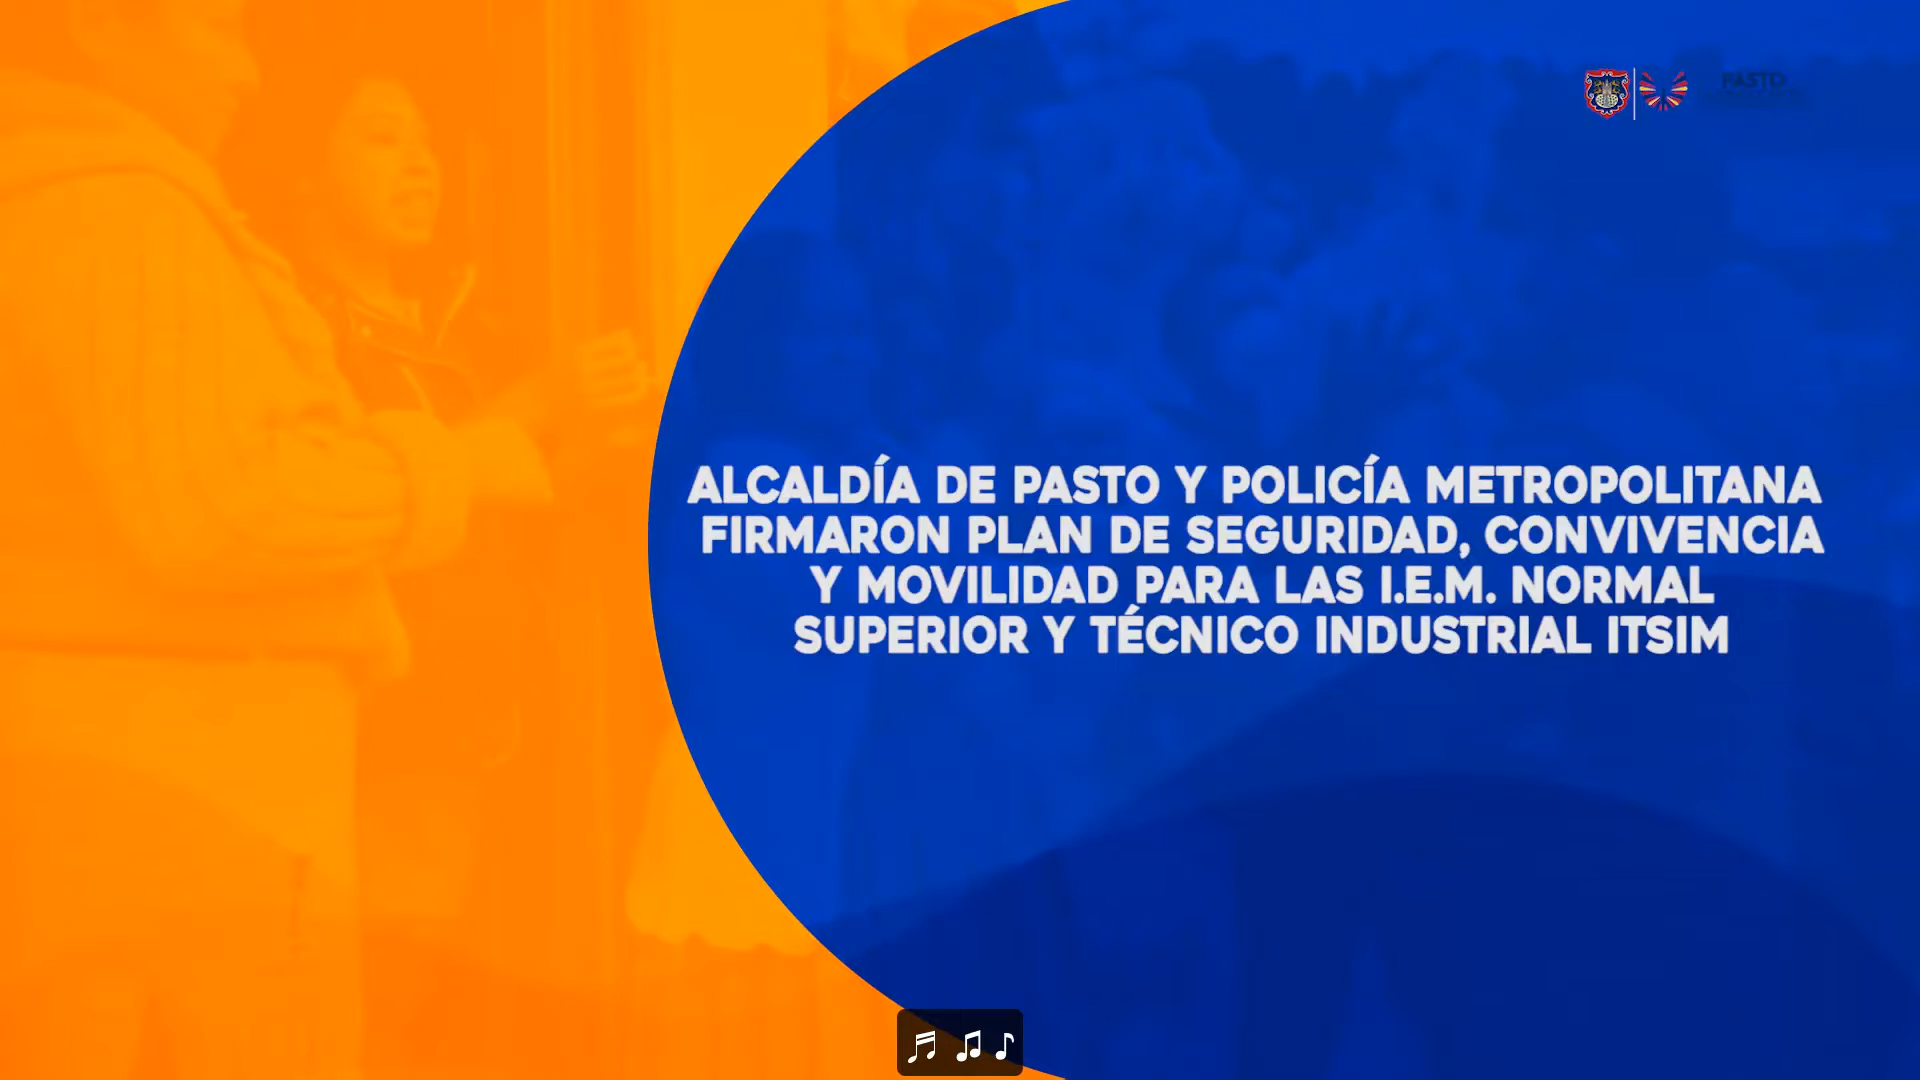 PASTO
ALCALDÍA DE PASTO Y POLICÍA METROPOLITANA
FIRMARON PLAN DE SEGURIDAD, CONVIVENCIA
Y MOVILIDAD PARA LAS I.E.M. NORMAL
SUPERIOR Y TÉCNICO INDUSTRIAL ITSIM